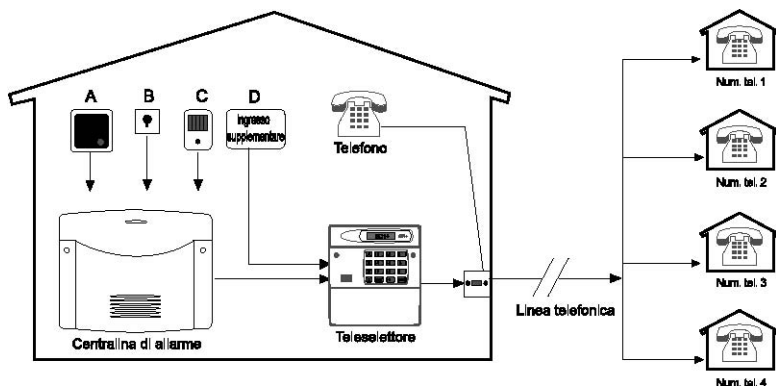 A B C D
Ingresso
supplementare
Telefono
Centralina di allarme
Teleselettore
Linea telefonica
Num. tel. 1
Num. tel. 2
Num. tel. 3
Num. tel. 4